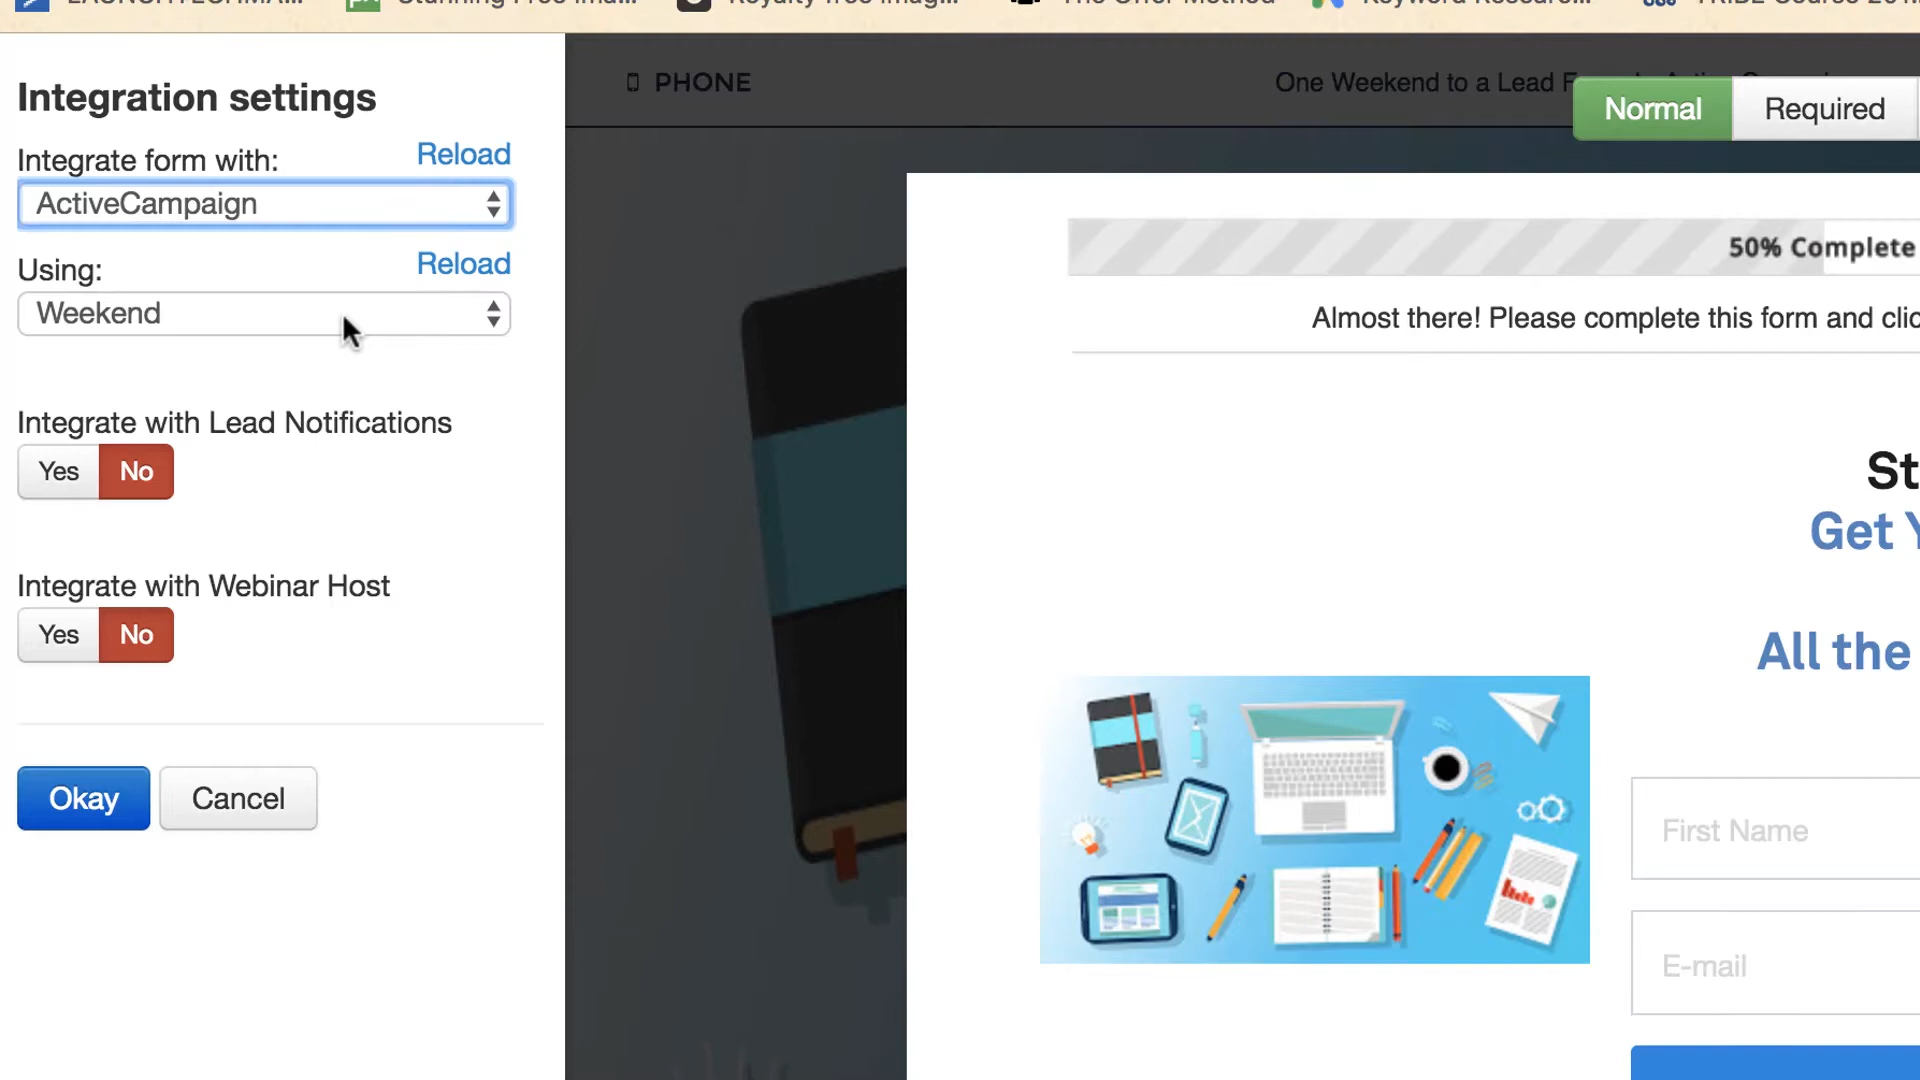 Integration settings
Integrate form with:
Reload
ActiveCampaign
Using:
Reload
Weekend
Integrate with Lead Notifications
Yes
No
Integrate with Webinar Host
Yes
No
Okay
Cancel
PHONE
One Weekend to a Lead
Normal
Required
50% Complete
Almost there! Please complete this form and clic
St
Get Y
All the
First Name
E-mail